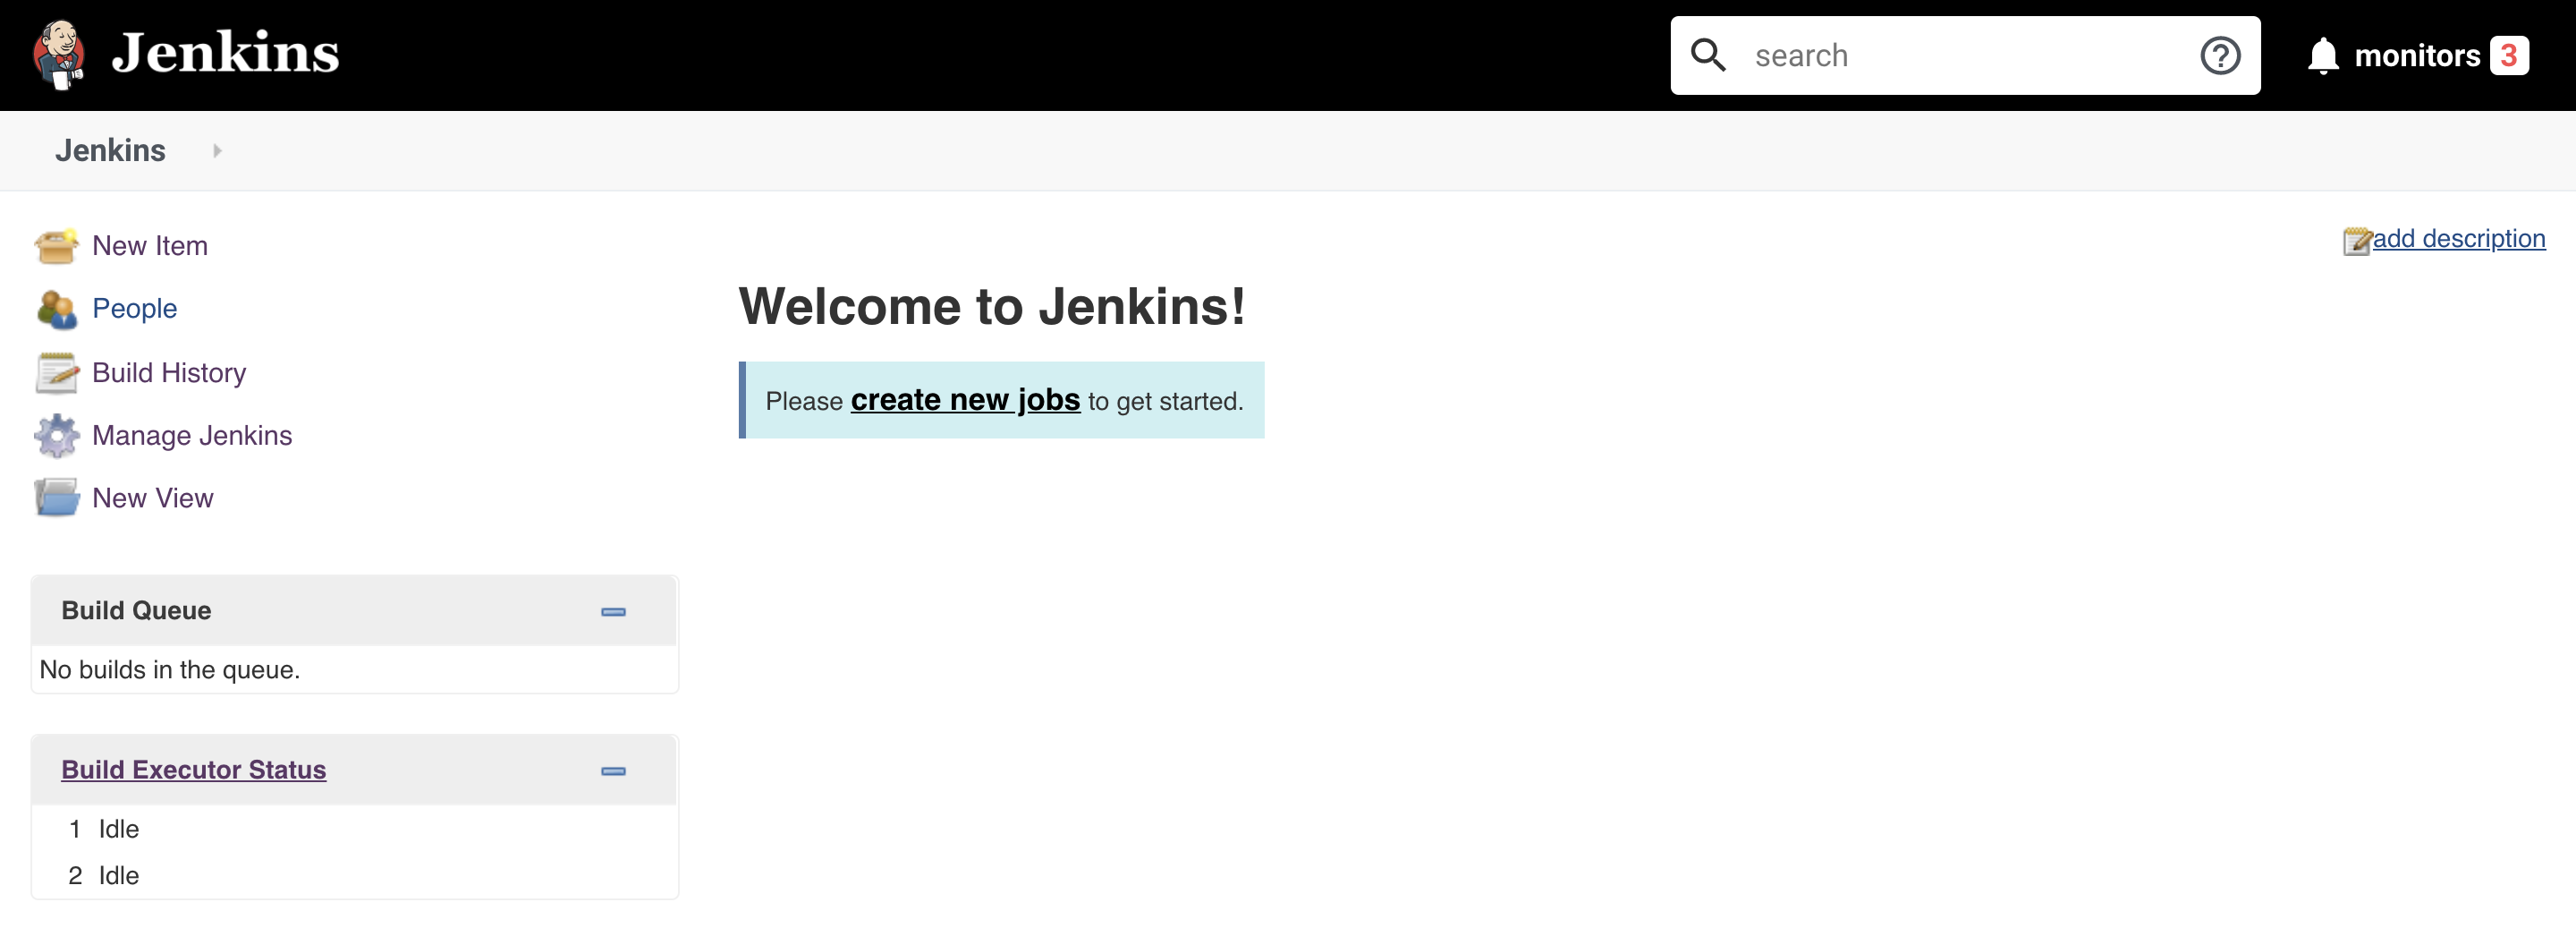 Jenkins
search
monitors 3
Jenkins
New Item
People
Build History
Manage Jenkins
New View
Build Queue
No builds in the queue.
Build Executor Status
1 Idle
2 Idle
add description
Welcome to Jenkins!
Please create new jobs to get started.